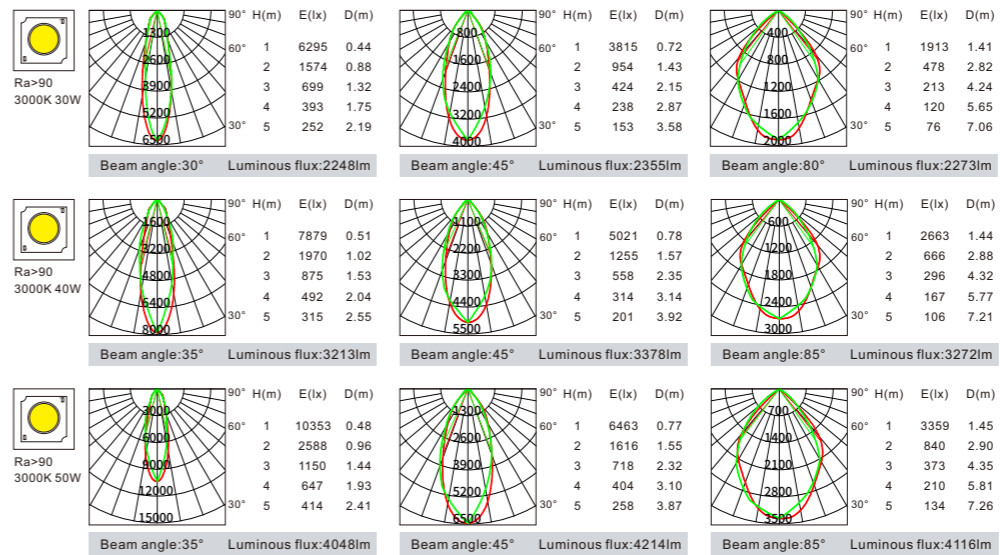 90° H(m) E(lx) D(m)
1300
60° 1 6295 0.44
2600
2 1574 0.88
3900
3 699 1.32
5200
4 393 1.75
6500
30° 5 252 2.19
Ra>90
3000K 30W
Beam angle:30° Luminous flux:2248lm
90° H(m) E(lx) D(m)
800
60° 1 3815 0.72
1600
2 954 1.43
2400
3 424 2.15
3200
4 238 2.87
4000
30° 5 153 3.58
Beam angle:45° Luminous flux:2355lm
90° H(m) E(lx) D(m)
400
60° 1 1913 1.41
800
2 478 2.82
1200
3 213 4.24
1600
4 120 5.65
2000
30° 5 76 7.06
Beam angle:80° Luminous flux:2273lm
90° H(m) E(lx) D(m)
1600
60° 1 7879 0.51
3200
2 1970 1.02
4800
3 875 1.53
6400
4 492 2.04
8000
30° 5 315 2.55
Ra>90
3000K 40W
Beam angle:35° Luminous flux:3213lm
90° H(m) E(lx) D(m)
1100
60° 1 5021 0.78
2200
2 1255 1.57
3300
3 558 2.35
4400
4 314 3.14
5500
30° 5 201 3.92
Beam angle:45° Luminous flux:3378lm
90° H(m) E(lx) D(m)
600
60° 1 2663 1.44
1200
2 666 2.88
1800
3 296 4.32
2400
4 167 5.77
3000
30° 5 106 7.21
Beam angle:85° Luminous flux:3272lm
90° H(m) E(lx) D(m)
3000
60° 1 10353 0.48
6000
2 2588 0.96
9000
3 1150 1.44
12000
4 647 1.93
15000
30° 5 414 2.41
Ra>90
3000K 50W
Beam angle:35° Luminous flux:4048lm
90° H(m) E(lx) D(m)
1300
60° 1 6463 0.77
2600
2 1616 1.55
3900
3 718 2.32
5200
4 404 3.10
6500
30° 5 258 3.87
Beam angle:45° Luminous flux:4214lm
90° H(m) E(lx) D(m)
700
60° 1 3359 1.45
1400
2 840 2.90
2100
3 373 4.35
2800
4 210 5.81
3500
30° 5 134 7.26
Beam angle:85° Luminous flux:4116lm